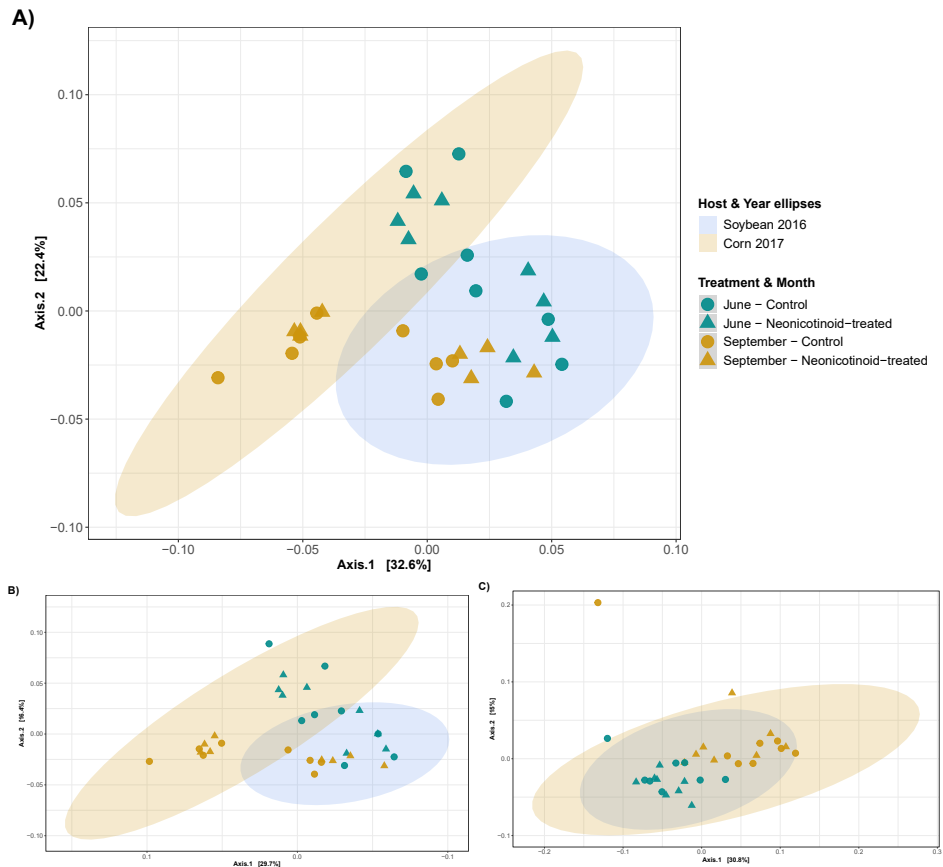 A)
0.10
0.05
0.00
−0.05
−0.10
Axis.2 [22.4%]
−0.10
−0.05
0.00
0.05
0.10
Axis.1 [32.6%]
Host & Year ellipses
Soybean 2016
Corn 2017
Treatment & Month
June − Control
June − Neonicotinoid−treated
September − Control
September − Neonicotinoid−treated
B)
0.10
0.05
0.00
−0.05
−0.10
Axis.2 [16.4%]
0.1
0.0
−0.1
Axis.1 [29.7%]
C)
0.2
0.1
0.0
−0.1
Axis.2 [15%]
−0.2
−0.1
0.0
0.1
0.2
0.3
Axis.1 [30.8%]